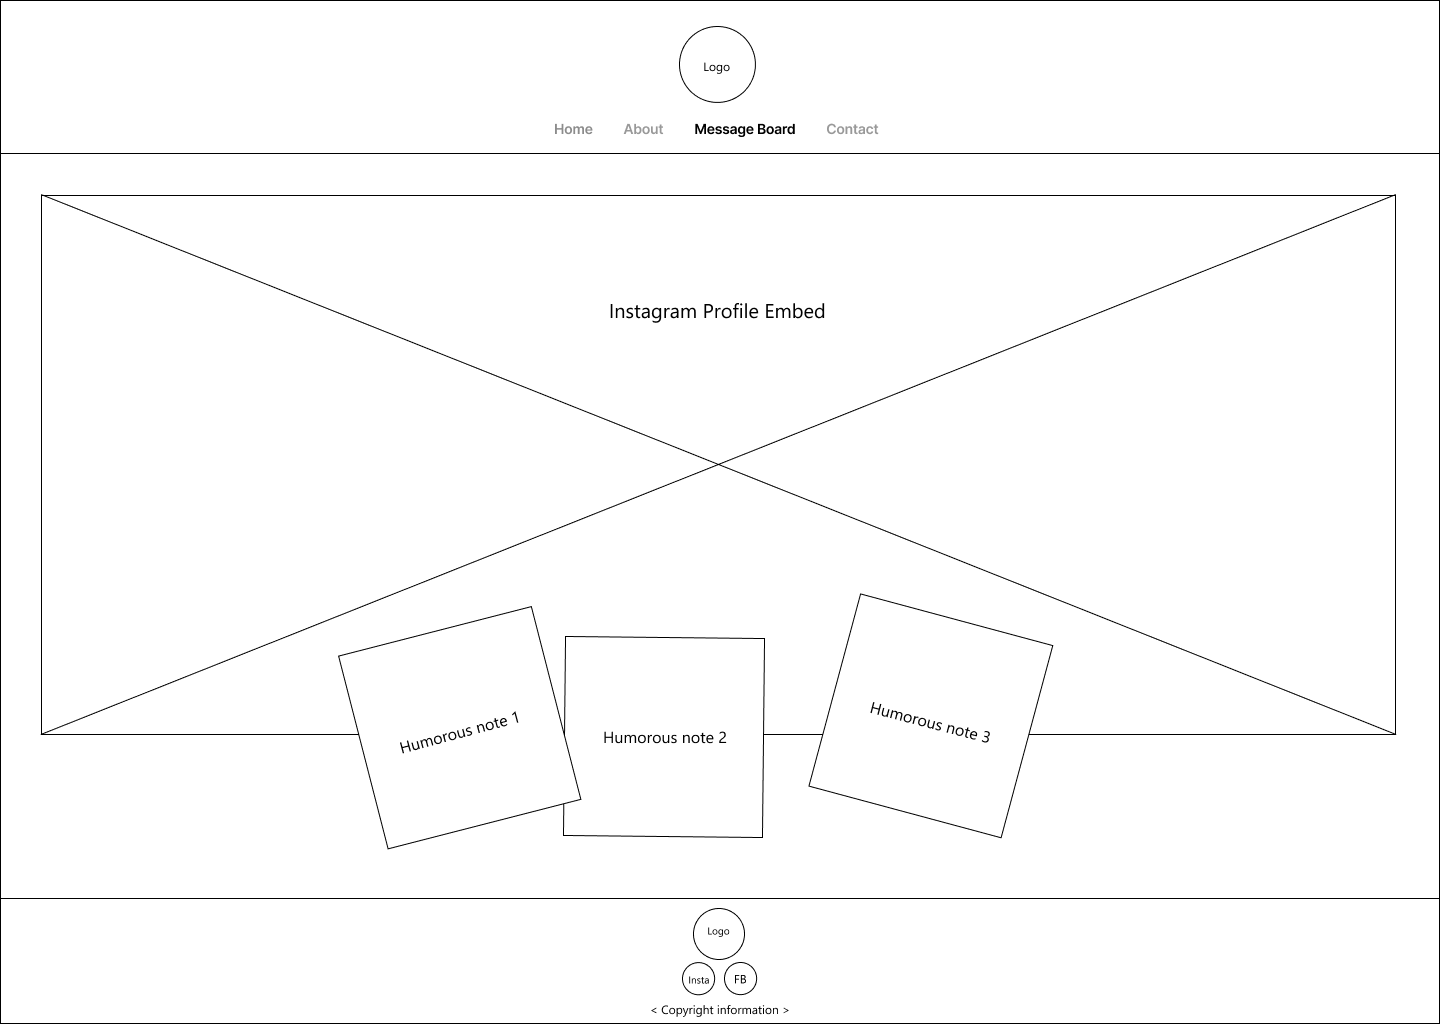 Logo
Home About Message Board Contact
Instagram Profile Embed
Humorous note 1
Humorous note 2
Humorous note 3
Logo
Insta FB
< Copyright information >